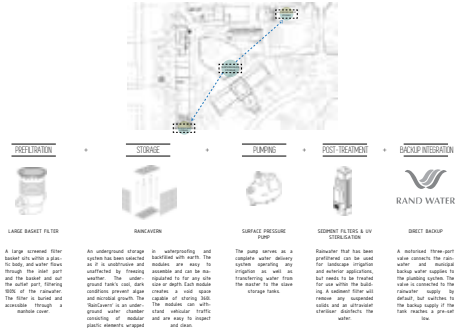 PREFILTRATION + STORAGE + PUMPING + POST-TREATMENT + BACKUP INTEGRATION
RAND WATER
LARGE BASKET FILTER
RAINCAVERN
SURFACE PRESSURE
PUMP
SEDIMENT FILTERS & UV
STERILISATION
DIRECT BACKUP
A large screened filter
basket sits within a plas-
tic body, and water flows
through the inlet port
and the basket and out
the outlet port, filtering
100% of the rainwater.
The filter is buried and
accessible through a
manhole cover.
An underground storage
system has been selected
as it is unobtrusive and
unaffected by freezing
weather. The under-
ground tank's cool, dark
conditions prevent algae
and microbial growth. The
'RainCavern' is an under-
ground water chamber
consisting of modular
plastic elements wrapped
in waterproofing and
backfilled with earth. The
modules are easy to
assemble and can be ma-
nipulated to for any site
size or depth. Each module
creates a void space
capable of storing 360l.
The modules can with-
stand vehicular traffic
and are easy to inspect
and clean
The pump serves as a
complete water delivery
system operating any
irrigation as well as
transferring water from
the master to the slave
storage tanks.
Rainwater that has been
prefiltered can be used
for landscape irrigation
and exterior applications,
but needs to be treated
for use within the build-
ing. A sediment filter will
remove any suspended
solids and an ultraviolet
steriliser disinfects the
water.
A motorised three-port
valve connects the rain-
water and municipal
backup water supplies to
the plumbing system. The
valve is connected to the
rainwater supply by
default, but switches to
the backup supply if the
tank reaches a pre-set
low.